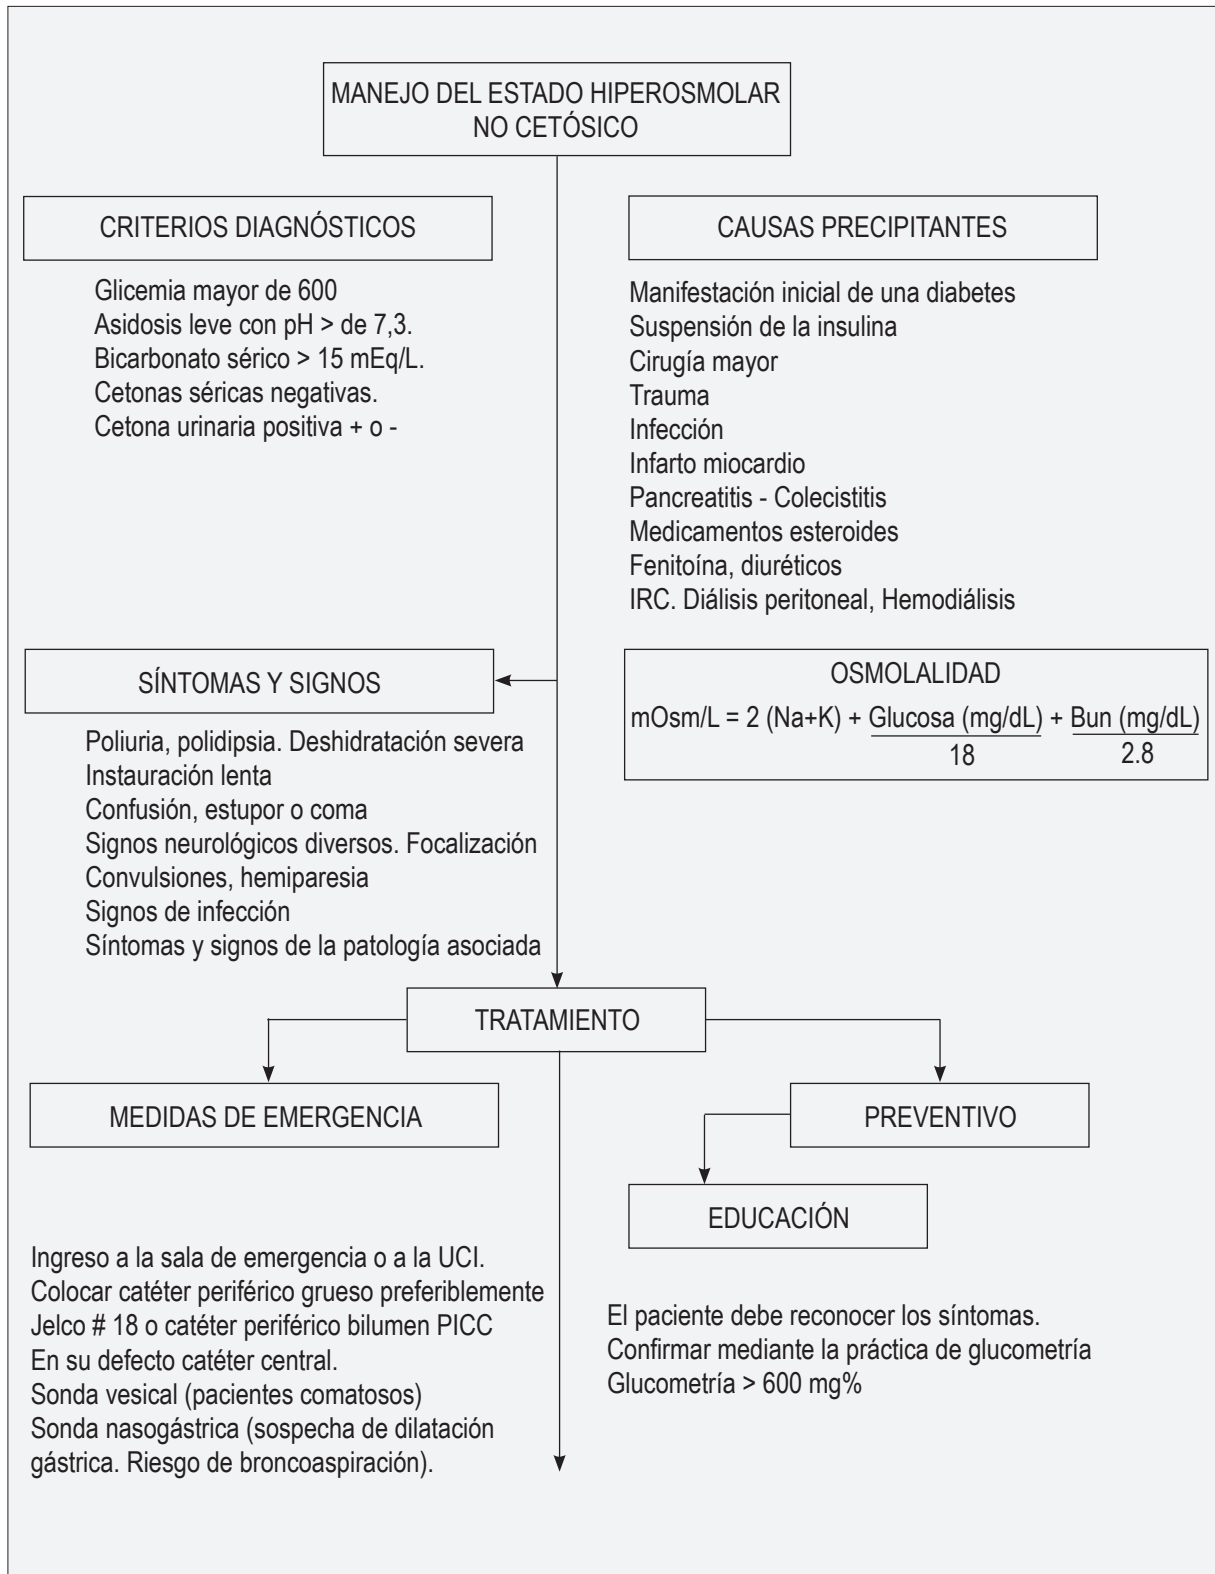 MANEJO DEL ESTADO HIPEROSMOLAR
NO CETÓSICO
CRITERIOS DIAGNÓSTICOS
Glicemia mayor de 600
Asidosis leve con pH > de 7,3.
Bicarbonato sérico > 15 mEq/L.
Cetonas séricas negativas.
Cetona urinaria positiva + o -
CAUSAS PRECIPITANTES
Manifestación inicial de una diabetes
Suspensión de la insulina
Cirugía mayor
Trauma
Infección
Infarto miocardio
Pancreatitis - Colecistitis
Medicamentos esteroides
Fenitoína, diuréticos
IRC. Diálisis peritoneal, Hemodiálisis
SÍNTOMAS Y SIGNOS
Poliuria, polidipsia. Deshidratación severa
Instauración lenta
Confusión, estupor o coma
Signos neurológicos diversos. Focalización
Convulsiones, hemiparesia
Signos de infección
Síntomas y signos de la patología asociada
OSMOLALIDAD
mOsm/L = 2 (Na+K) + Glucosa (mg/dL) + Bun (mg/dL)
18 2.8
TRATAMIENTO
MEDIDAS DE EMERGENCIA
Ingreso a la sala de emergencia o a la UCI.
Colocar catéter periférico grueso preferiblemente
Jelco # 18 o catéter periférico bilumen PICC
En su defecto catéter central.
Sonda vesical (pacientes comatosos)
Sonda nasogástrica (sospecha de dilatación
gástrica. Riesgo de broncoaspiración).
PREVENTIVO
EDUCACIÓN
El paciente debe reconocer los síntomas.
Confirmar mediante la práctica de glucometría
Glucometría > 600 mg%